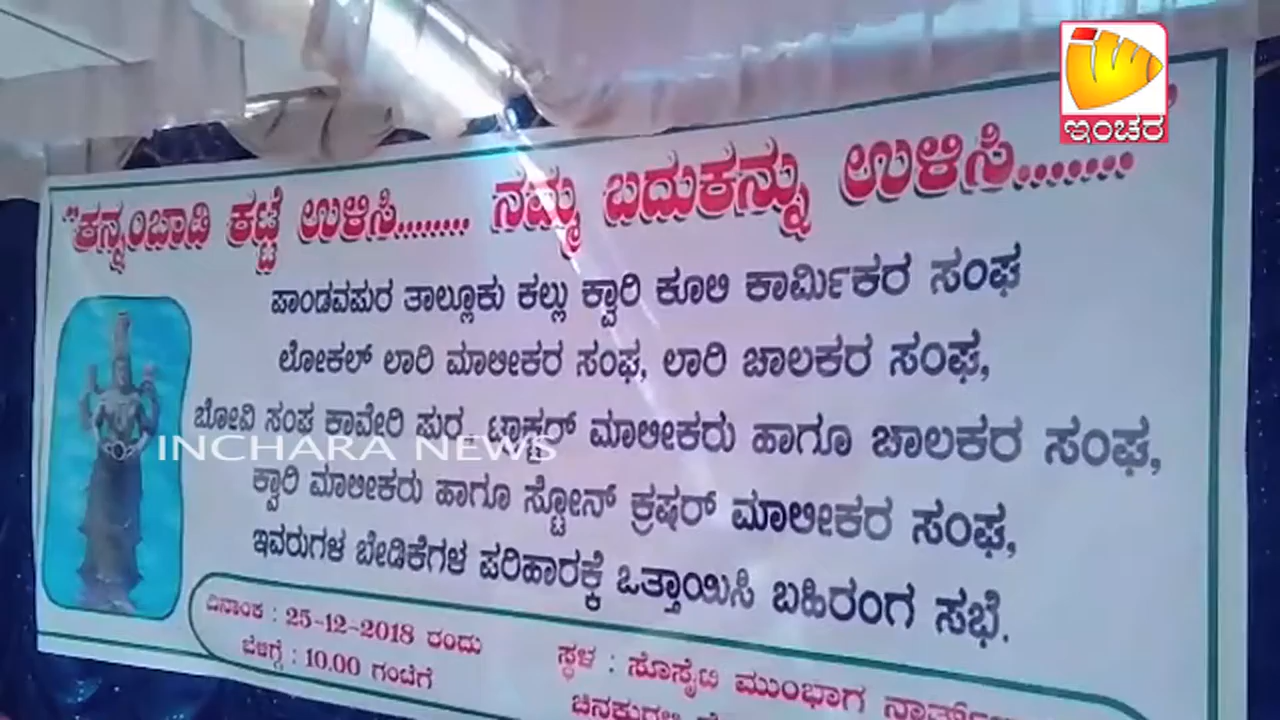 ಇಂಚರ
"ಕನ್ನಂಬಾಡಿ ಕಟ್ಟೆ ಉಳಿಸಿ........ ನಮ್ಮ ಬದುಕನ್ನು ಉಳಿಸಿ........"
ಪಾಂಡವಪುರ ತಾಲ್ಲೂಕು ಕಲ್ಲು ಕ್ವಾರಿ ಕೂಲಿ ಕಾರ್ಮಿಕರ ಸಂಘ
ಲೋಕಲ್ ಲಾರಿ ಮಾಲೀಕರ ಸಂಘ, ಲಾರಿ ಚಾಲಕರ ಸಂಘ,
ಬೋವಿ ಸಂಘ ಕಾವೇರಿ ಪುರ ಟ್ರಾಕ್ಟರ್ ಮಾಲೀಕರು ಹಾಗೂ ಚಾಲಕರ ಸಂಘ,
INCHARA NEWS
ಕ್ವಾರಿ ಮಾಲೀಕರು ಹಾಗೂ ಸ್ಟೋನ್ ಕ್ರಷರ್ ಮಾಲೀಕರ ಸಂಘ,
ಇವರುಗಳ ಬೇಡಿಕೆಗಳ ಪರಿಹಾರಕ್ಕೆ ಒತ್ತಾಯಿಸಿ ಬಹಿರಂಗ ಸಭೆ.
ದಿನಾಂಕ : 25-12-2018 ರಂದು
ಬೆಳಿಗ್ಗೆ : 10.00 ಗಂಟೆಗೆ
ಸ್ಥಳ : ಸೊಸೈಟಿ ಮುಂಭಾಗ